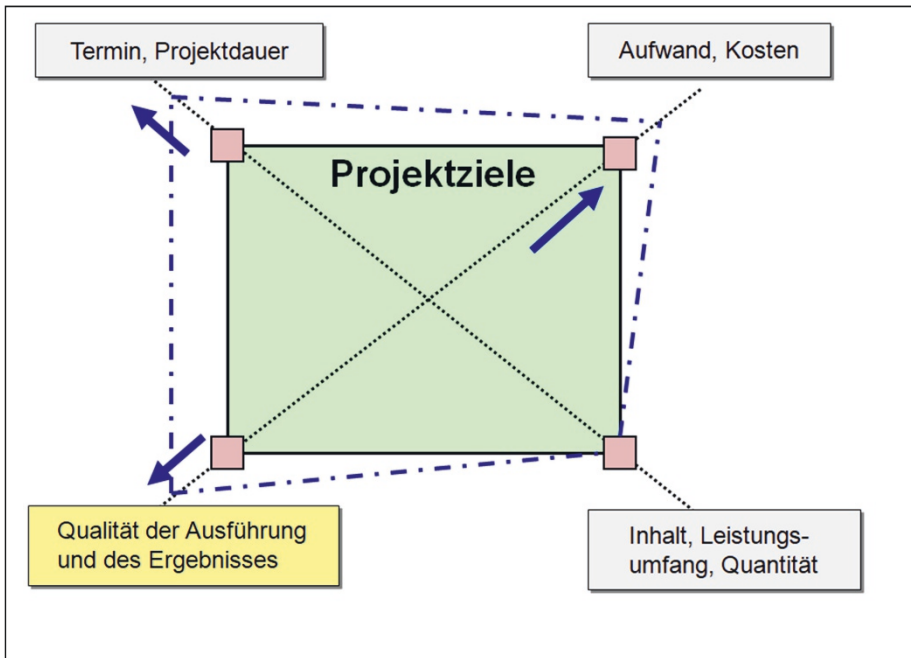 Termin, Projektdauer
Aufwand, Kosten
Projektziele
Qualität der Ausführung
und des Ergebnisses
Inhalt, Leistungs-
umfang, Quantität